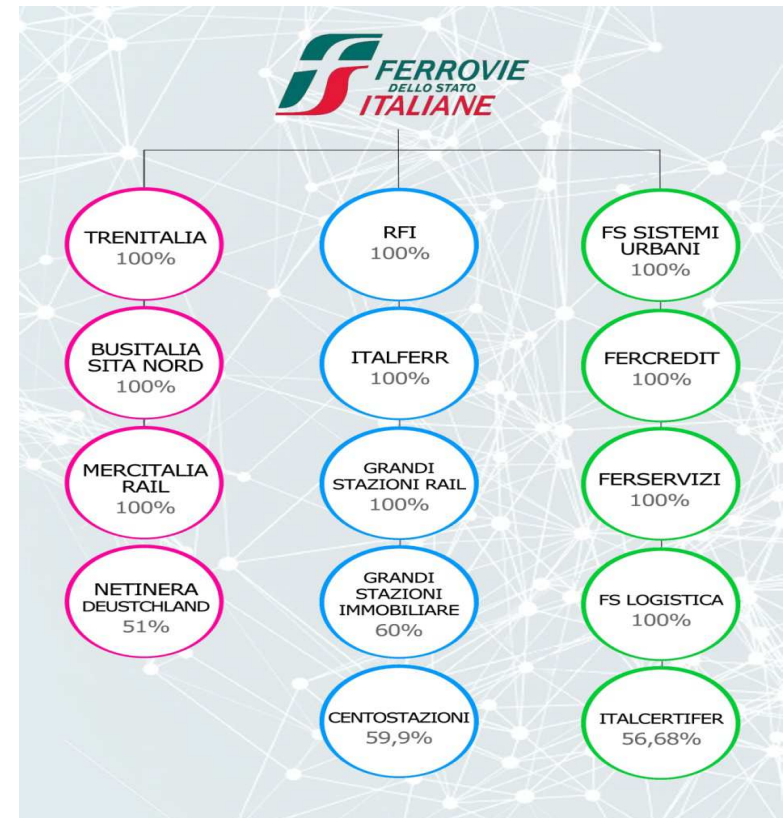 FERROVIE
DELLO STATO
ITALIANE
TRENITALIA
100%
BUSITALIA
SITA NORD
100%
MERCITALIA
RAIL
100%
NETINERA
DEUSTCHLAND
51%
RFI
100%
ITALFERR
100%
GRANDI
STAZIONI RAIL
100%
GRANDI
STAZIONI
IMMOBILIARE
60%
CENTOSTAZIONI
59,9%
FS SISTEMI
URBANI
100%
FERCREDIT
100%
FERSERVIZI
100%
FS LOGISTICA
100%
ITALCERTIFER
56,68%